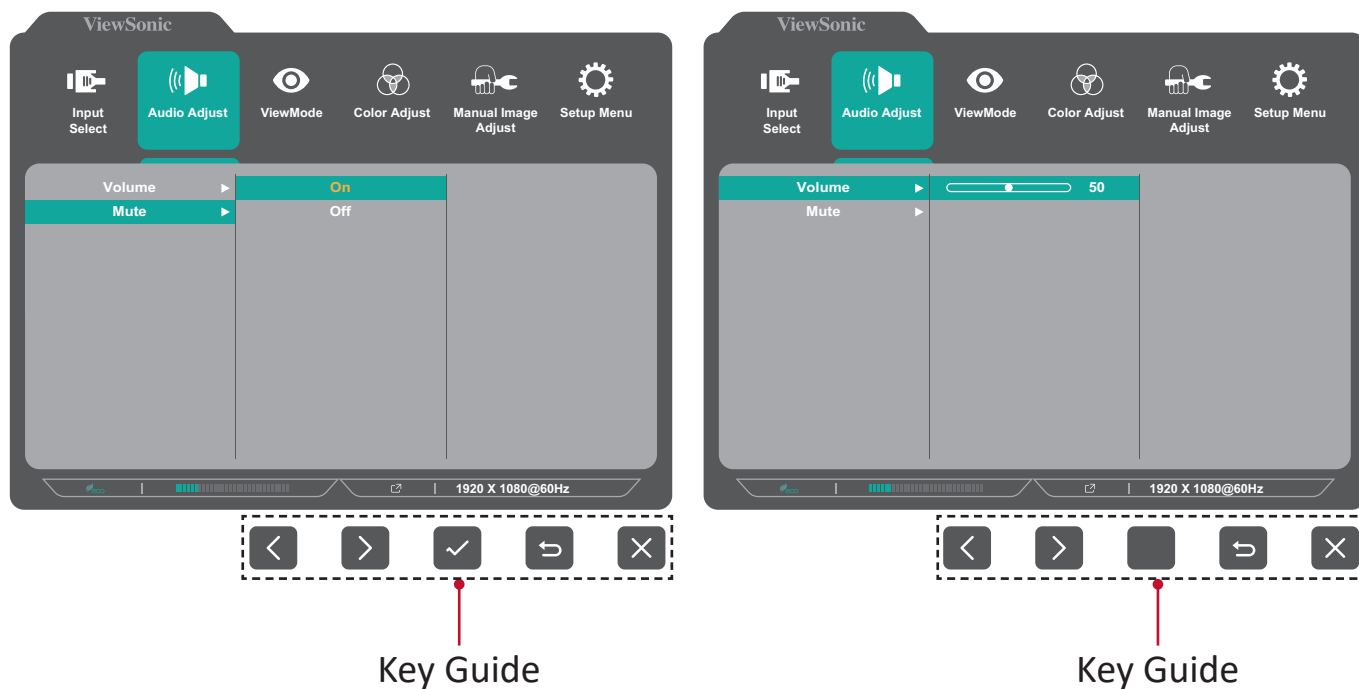 ViewSonic
Input
Select
Audio Adjust
ViewMode
Color Adjust
Manual Image
Adjust
Setup Menu
Volume
On
Mute
Off
eco
1920 X 1080@60Hz
Key Guide
ViewSonic
Input
Select
Audio Adjust
ViewMode
Color Adjust
Manual Image
Adjust
Setup Menu
Volume
50
Mute
eco
1920 X 1080@60Hz
Key Guide